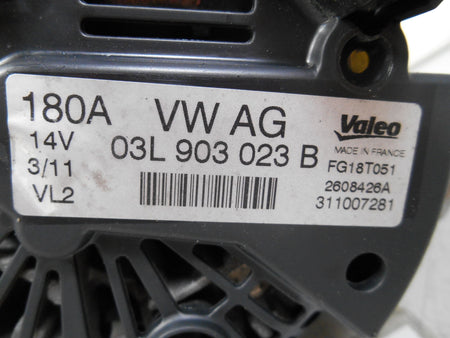 180A VW AG Valeo
14V 03L 903 023 B MADE IN FRANCE
3/11 FG18T051
VL2 2608426A
311007281